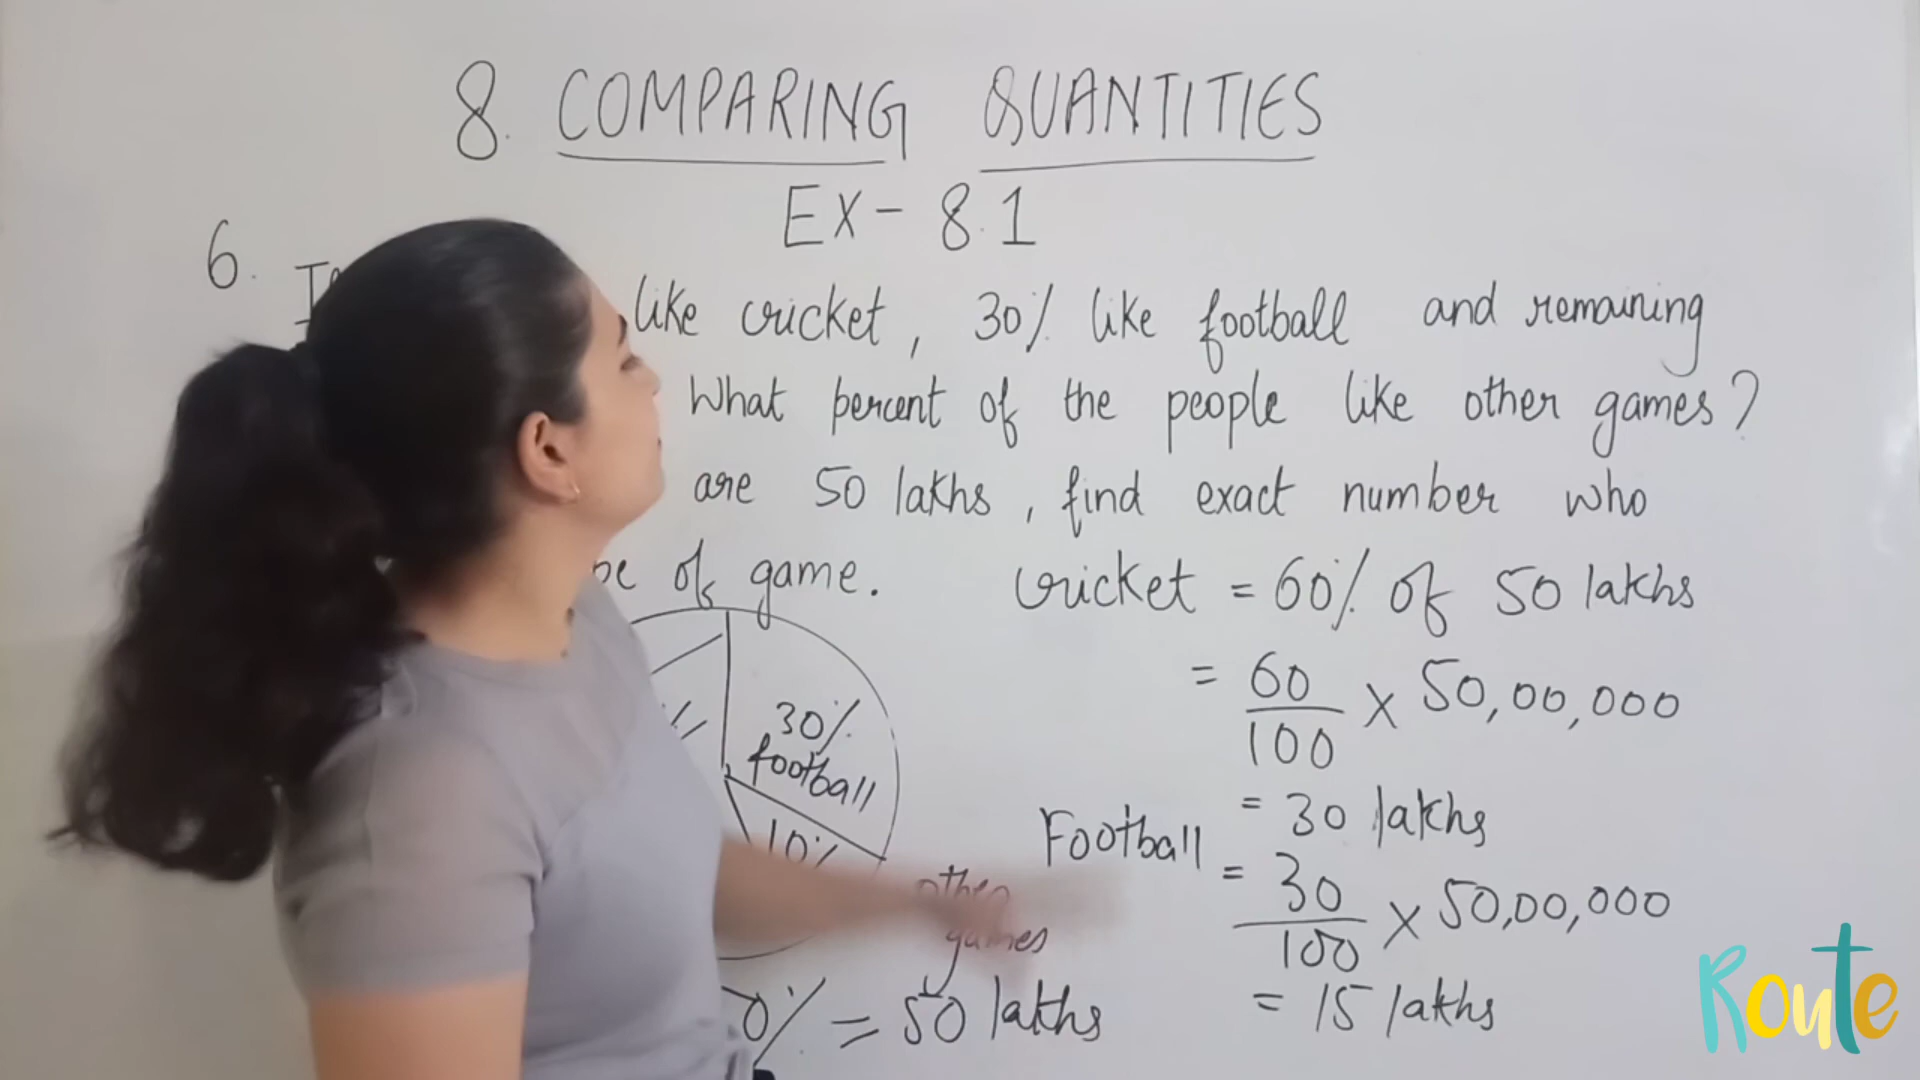 8. COMPARING QUANTITIES
EX- 8.1
6. like cricket, 30% like football and remaining
What percent of the people like other games?
are 50 lakhs, find exact number who
of game.
cricket = 60% of 50 lakhs
= 60/100 X 50,00,000
= 30 lakhs
Football
= 30/100 X 50,00,000
= 15 lakhs
30% football
10%
other games
0% = 50 lakhs
Route